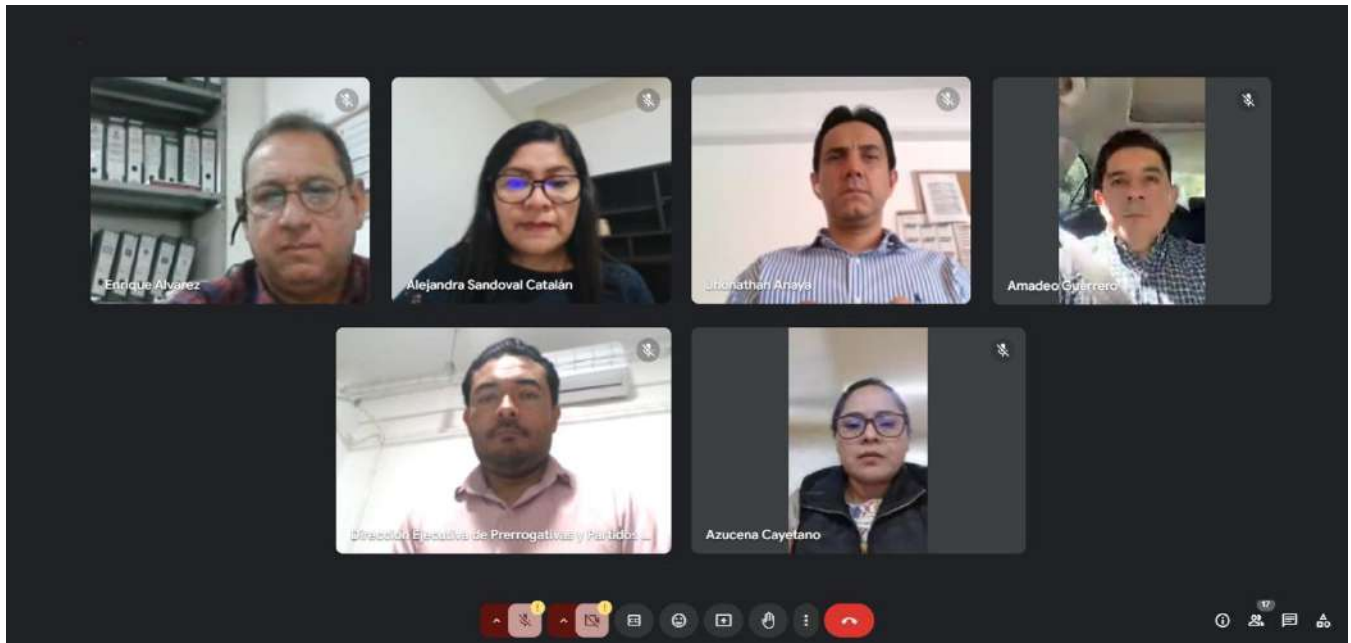 Enrique Alvarez
Alejandra Sandoval Catalán
Jhonathan Anaya
Amadeo Guerrero
Dirección Ejecutiva de Prerrogativas y Partidos ...
Azucena Cayetano
17